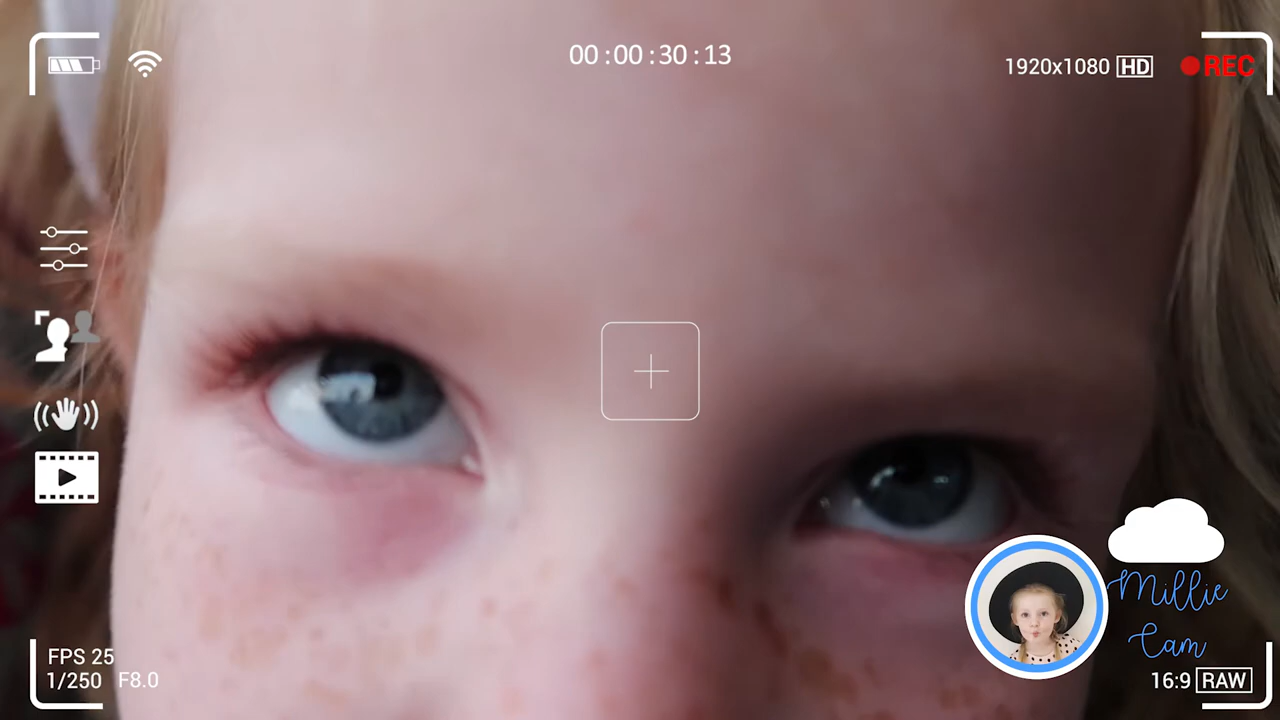 00:00:30:13
1920x1080 HD
REC
Millie
Cam
FPS 25
1/250 F8.0
16:9 RAW